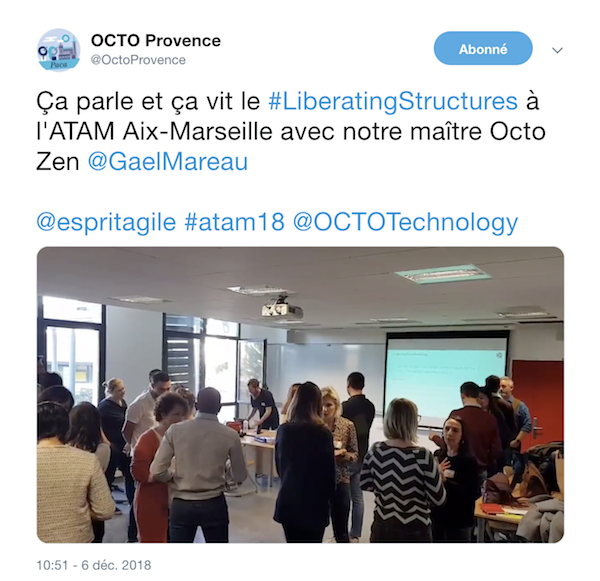 OCTO Provence
@OctoProvence
Abonné
Ça parle et ça vit le #LiberatingStructures à
l'ATAM Aix-Marseille avec notre maître Octo
Zen @GaelMareau
@espritagile #atam18 @OCTOTechnology
10:51 - 6 déc. 2018